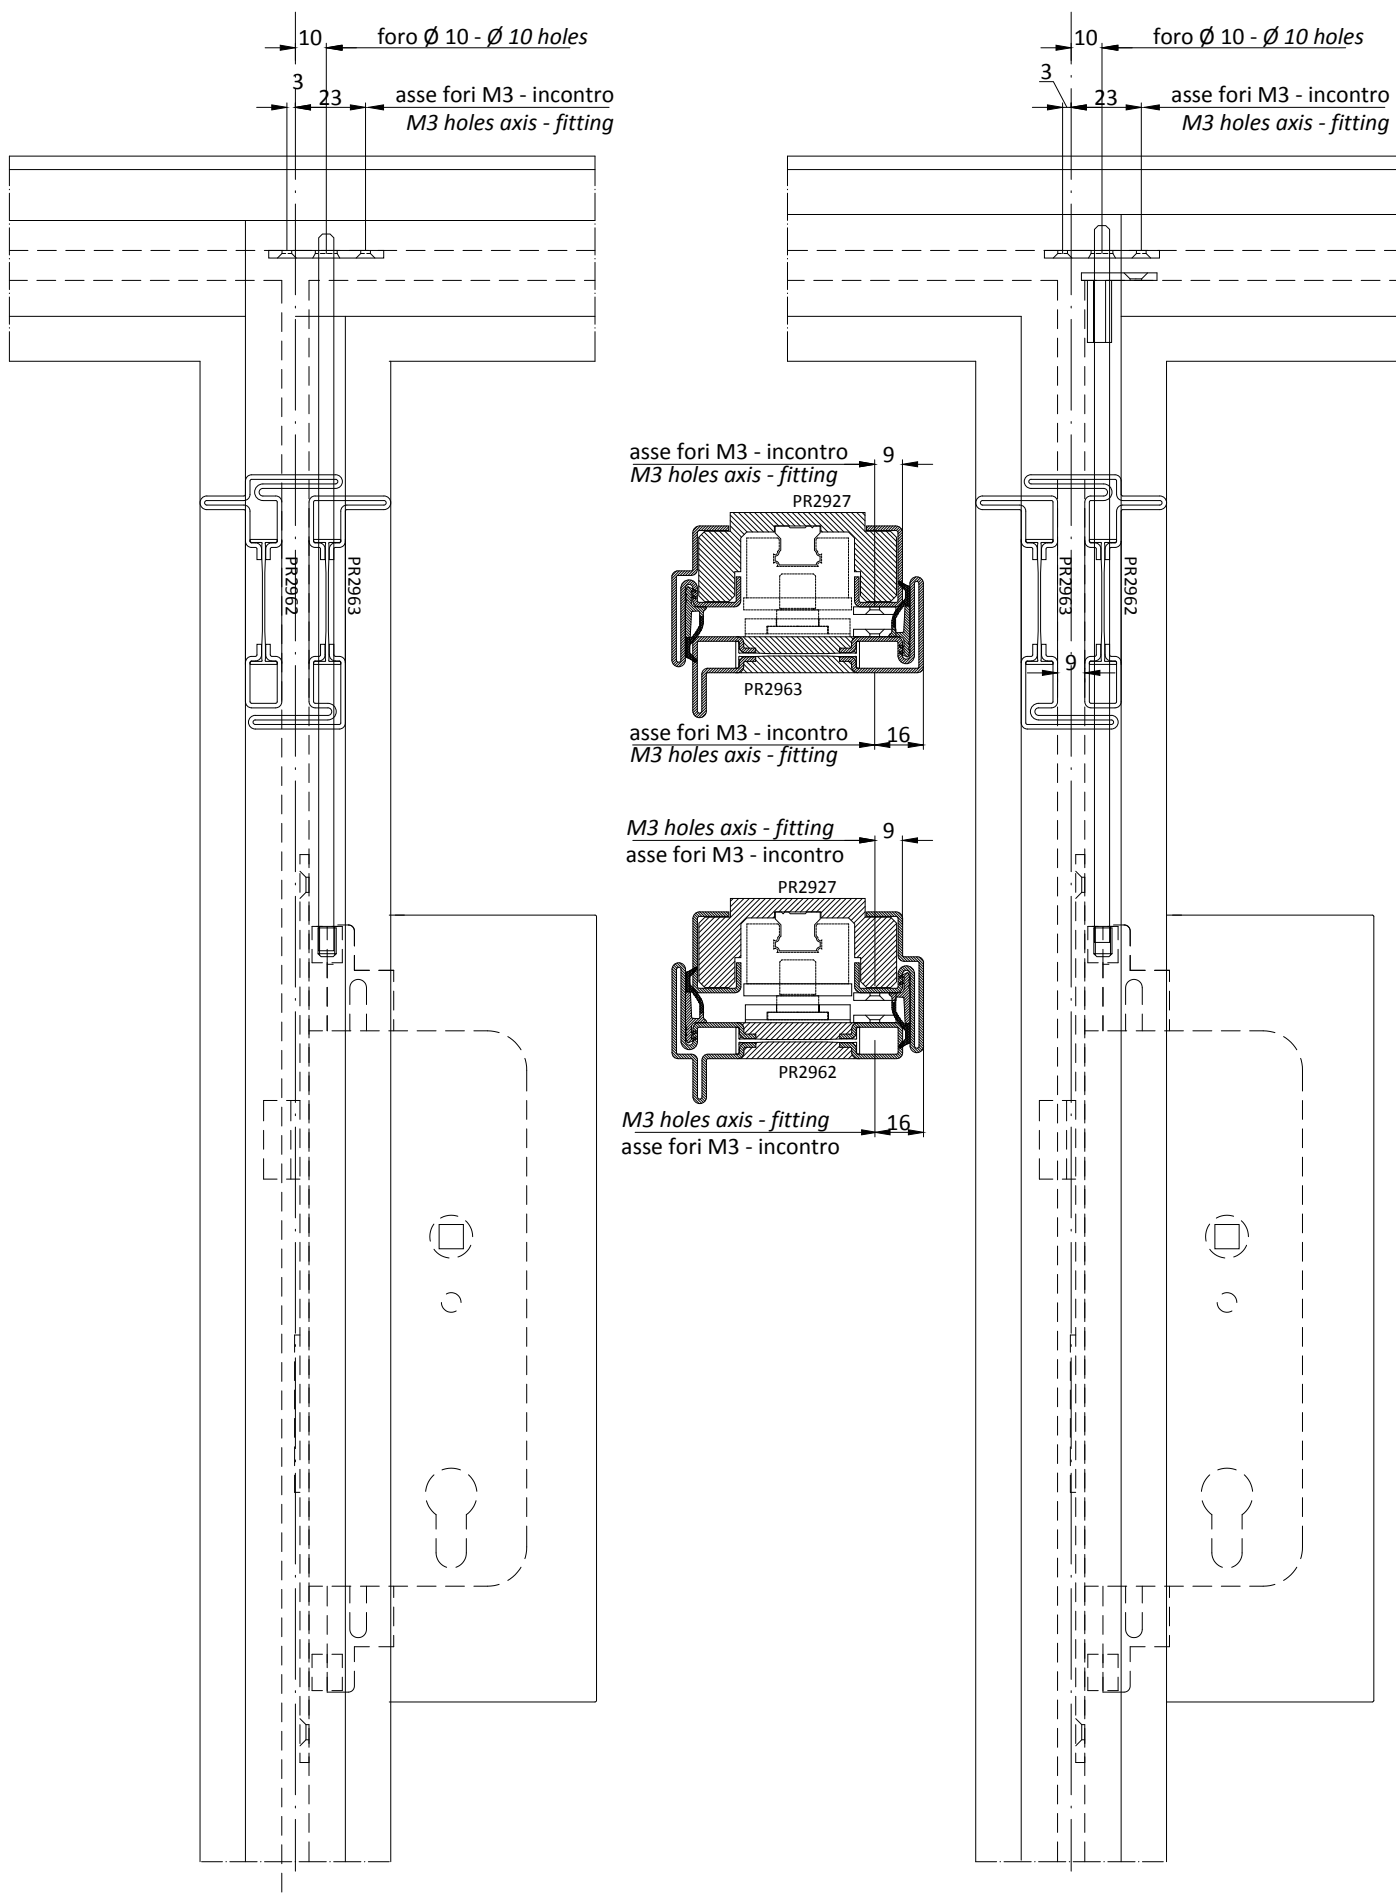 10
foro Ø 10 - Ø 10 holes
3
23
asse fori M3 - incontro
M3 holes axis - fitting
10
foro Ø 10 - Ø 10 holes
3
23
asse fori M3 - incontro
M3 holes axis - fitting
PR2962
PR2963
asse fori M3 - incontro
M3 holes axis - fitting
9
PR2927
PR2963
asse fori M3 - incontro
M3 holes axis - fitting
16
M3 holes axis - fitting
asse fori M3 - incontro
9
PR2927
PR2962
M3 holes axis - fitting
asse fori M3 - incontro
16
PR2963
PR2962
9